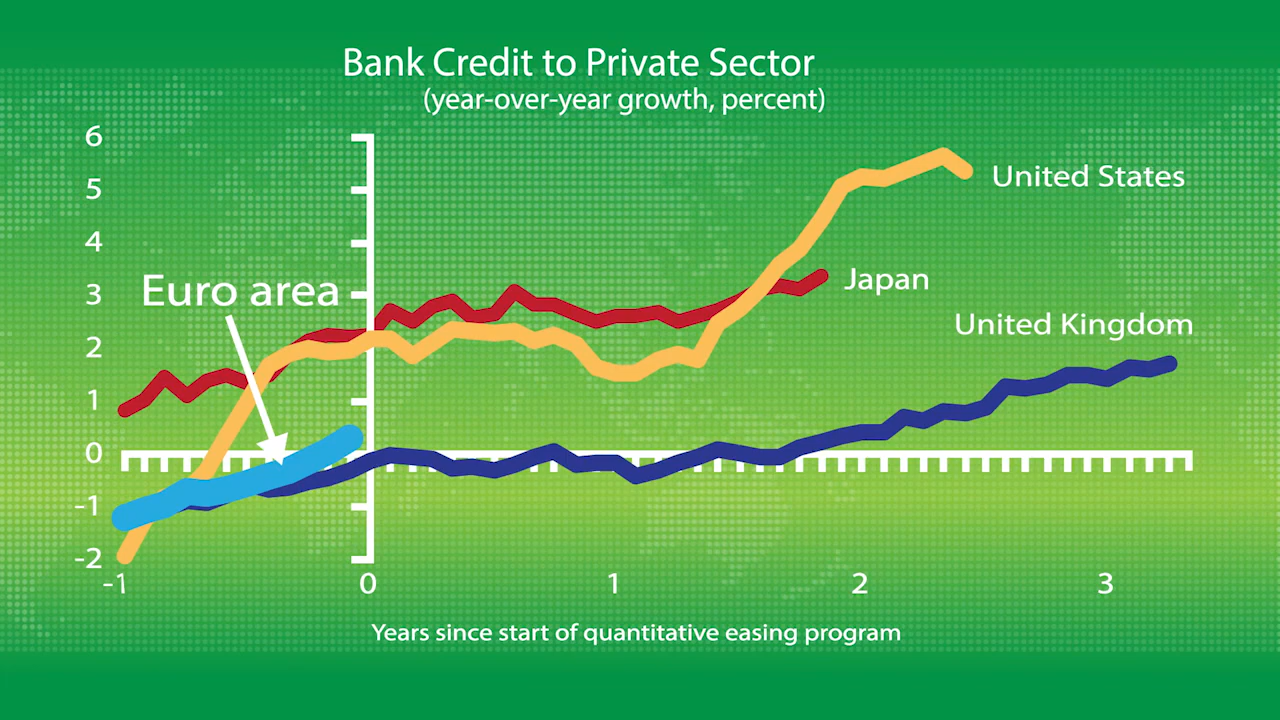 Bank Credit to Private Sector
(year-over-year growth, percent)
6
5
4
3
2
1
0
-1
-2
United States
Japan
Euro area
United Kingdom
-1 0 1 2 3
Years since start of quantitative easing program